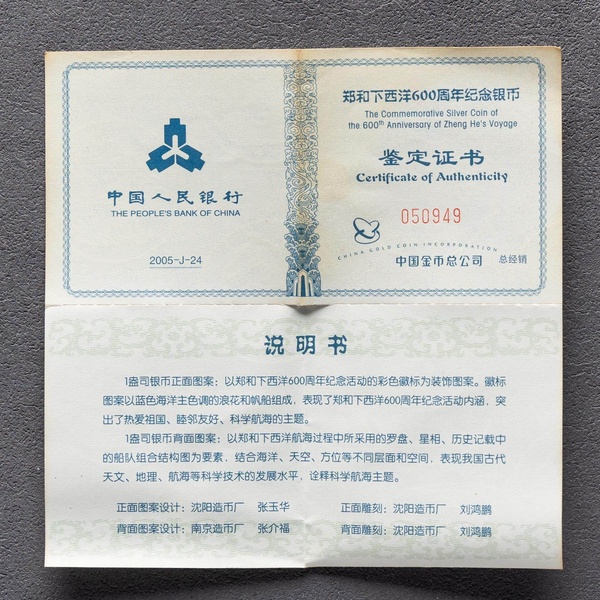 中国人民银行
THE PEOPLE'S BANK OF CHINA
2005-J-24
郑和下西洋600周年纪念银币
The Commemorative Silver Coin of
the 600th Anniversary of Zheng He's Voyage
鉴定证书
Certificate of Authenticity
050949
CHINA GOLD COIN INCORPORATION
中国金币总公司 总经销
说明书
1盎司银币正面图案：以郑和下西洋600周年纪念活动的彩色徽标为装饰图案。徽标
图案以蓝色海洋主色调的浪花和帆船组成，表现了郑和下西洋600周年纪念活动内涵，突
出了热爱祖国、睦邻友好、科学航海的主题。
1盎司银币背面图案：以郑和下西洋航海过程中所采用的罗盘、星相、历史记载中
的船队组合结构图为要素，结合海洋、天空、方位等不同层面和空间，表现我国古代
天文、地理、航海等科学技术的发展水平，诠释科学航海主题。
正面图案设计：沈阳造币厂 张玉华 正面雕刻：沈阳造币厂 刘鸿鹏
背面图案设计：南京造币厂 张介福 背面雕刻：沈阳造币厂 刘鸿鹏